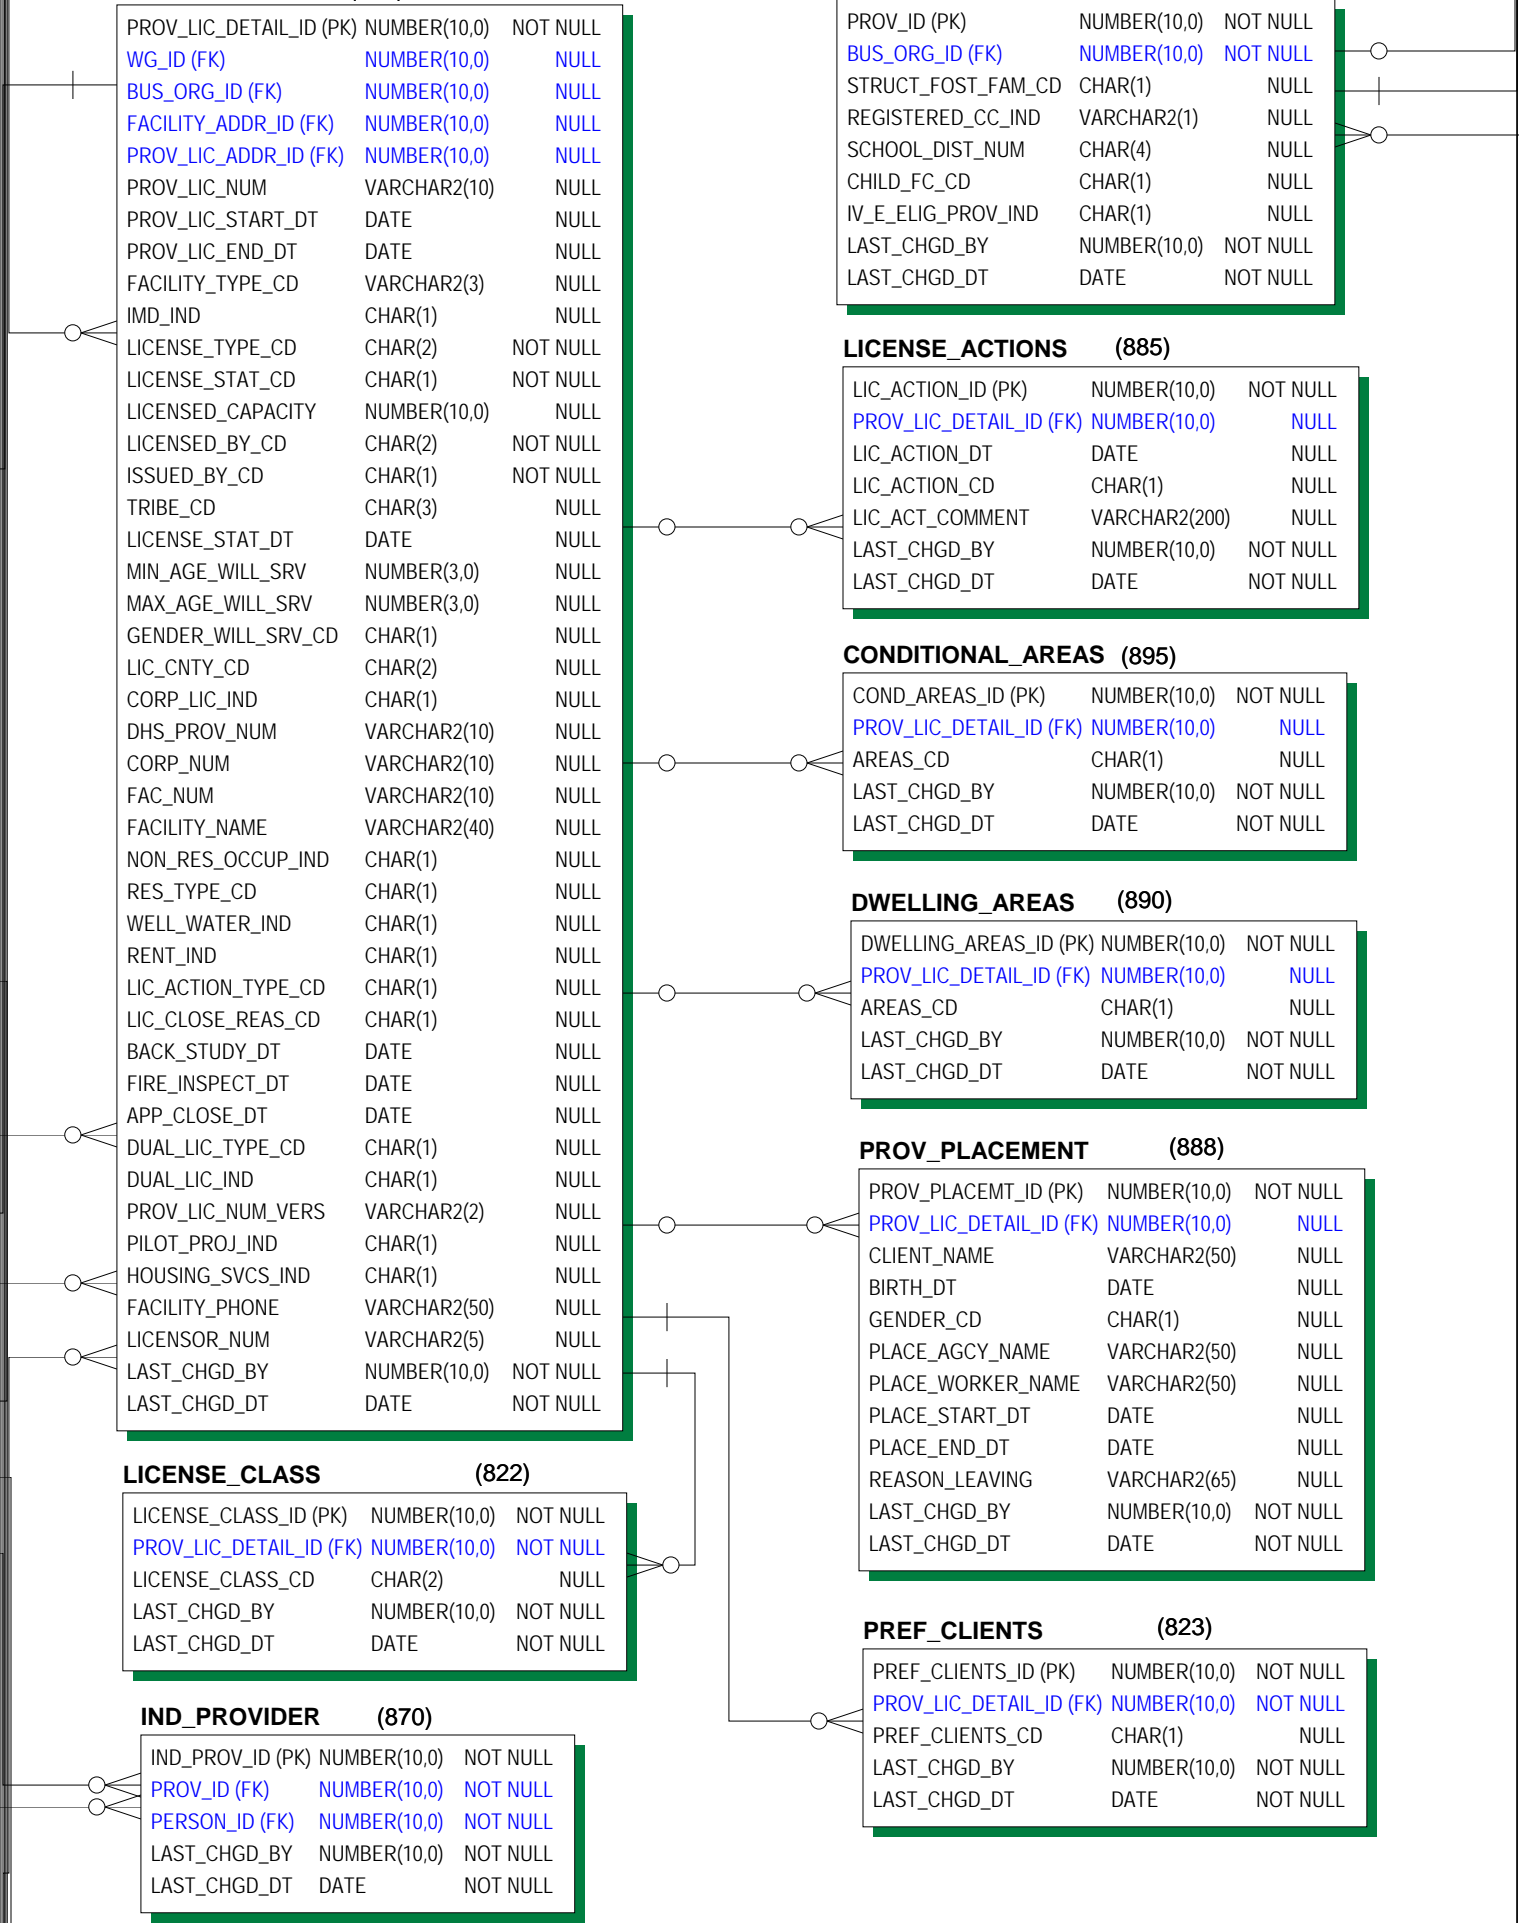 PROV_LIC_DETAIL_ID (PK) NUMBER(10,0) NOT NULL
WG_ID (FK) NUMBER(10,0) NULL
BUS_ORG_ID (FK) NUMBER(10,0) NULL
FACILITY_ADDR_ID (FK) NUMBER(10,0) NULL
PROV_LIC_ADDR_ID (FK) NUMBER(10,0) NULL
PROV_LIC_NUM VARCHAR2(10) NULL
PROV_LIC_START_DT DATE NULL
PROV_LIC_END_DT DATE NULL
FACILITY_TYPE_CD VARCHAR2(3) NULL
IMD_IND CHAR(1) NULL
LICENSE_TYPE_CD CHAR(2) NOT NULL
LICENSE_STAT_CD CHAR(1) NOT NULL
LICENSED_CAPACITY NUMBER(10,0) NULL
LICENSED_BY_CD CHAR(2) NOT NULL
ISSUED_BY_CD CHAR(1) NOT NULL
TRIBE_CD CHAR(3) NULL
LICENSE_STAT_DT DATE NULL
MIN_AGE_WILL_SRV NUMBER(3,0) NULL
MAX_AGE_WILL_SRV NUMBER(3,0) NULL
GENDER_WILL_SRV_CD CHAR(1) NULL
LIC_CNTY_CD CHAR(2) NULL
CORP_LIC_IND CHAR(1) NULL
DHS_PROV_NUM VARCHAR2(10) NULL
CORP_NUM VARCHAR2(10) NULL
FAC_NUM VARCHAR2(10) NULL
FACILITY_NAME VARCHAR2(40) NULL
NON_RES_OCCUP_IND CHAR(1) NULL
RES_TYPE_CD CHAR(1) NULL
WELL_WATER_IND CHAR(1) NULL
RENT_IND CHAR(1) NULL
LIC_ACTION_TYPE_CD CHAR(1) NULL
LIC_CLOSE_REAS_CD CHAR(1) NULL
BACK_STUDY_DT DATE NULL
FIRE_INSPECT_DT DATE NULL
APP_CLOSE_DT DATE NULL
DUAL_LIC_TYPE_CD CHAR(1) NULL
DUAL_LIC_IND CHAR(1) NULL
PROV_LIC_NUM_VERS VARCHAR2(2) NULL
PILOT_PROJ_IND CHAR(1) NULL
HOUSING_SVCS_IND CHAR(1) NULL
FACILITY_PHONE VARCHAR2(50) NULL
LICENSOR_NUM VARCHAR2(5) NULL
LAST_CHGD_BY NUMBER(10,0) NOT NULL
LAST_CHGD_DT DATE NOT NULL
LICENSE_CLASS (822)
LICENSE_CLASS_ID (PK) NUMBER(10,0) NOT NULL
PROV_LIC_DETAIL_ID (FK) NUMBER(10,0) NOT NULL
LICENSE_CLASS_CD CHAR(2) NULL
LAST_CHGD_BY NUMBER(10,0) NOT NULL
LAST_CHGD_DT DATE NOT NULL
IND_PROVIDER (870)
IND_PROV_ID (PK) NUMBER(10,0) NOT NULL
PROV_ID (FK) NUMBER(10,0) NOT NULL
PERSON_ID (FK) NUMBER(10,0) NOT NULL
LAST_CHGD_BY NUMBER(10,0) NOT NULL
LAST_CHGD_DT DATE NOT NULL
PROV_ID (PK) NUMBER(10,0) NOT NULL
BUS_ORG_ID (FK) NUMBER(10,0) NOT NULL
STRUCT_FOST_FAM_CD CHAR(1) NULL
REGISTERED_CC_IND VARCHAR2(1) NULL
SCHOOL_DIST_NUM CHAR(4) NULL
CHILD_FC_CD CHAR(1) NULL
IV_E_ELIG_PROV_IND CHAR(1) NULL
LAST_CHGD_BY NUMBER(10,0) NOT NULL
LAST_CHGD_DT DATE NOT NULL
LICENSE_ACTIONS (885)
LIC_ACTION_ID (PK) NUMBER(10,0) NOT NULL
PROV_LIC_DETAIL_ID (FK) NUMBER(10,0) NULL
LIC_ACTION_DT DATE NULL
LIC_ACTION_CD CHAR(1) NULL
LIC_ACT_COMMENT VARCHAR2(200) NULL
LAST_CHGD_BY NUMBER(10,0) NOT NULL
LAST_CHGD_DT DATE NOT NULL
CONDITIONAL_AREAS (895)
COND_AREAS_ID (PK) NUMBER(10,0) NOT NULL
PROV_LIC_DETAIL_ID (FK) NUMBER(10,0) NULL
AREAS_CD CHAR(1) NULL
LAST_CHGD_BY NUMBER(10,0) NOT NULL
LAST_CHGD_DT DATE NOT NULL
DWELLING_AREAS (890)
DWELLING_AREAS_ID (PK) NUMBER(10,0) NOT NULL
PROV_LIC_DETAIL_ID (FK) NUMBER(10,0) NULL
AREAS_CD CHAR(1) NULL
LAST_CHGD_BY NUMBER(10,0) NOT NULL
LAST_CHGD_DT DATE NOT NULL
PROV_PLACEMENT (888)
PROV_PLACEMT_ID (PK) NUMBER(10,0) NOT NULL
PROV_LIC_DETAIL_ID (FK) NUMBER(10,0) NULL
CLIENT_NAME VARCHAR2(50) NULL
BIRTH_DT DATE NULL
GENDER_CD CHAR(1) NULL
PLACE_AGCY_NAME VARCHAR2(50) NULL
PLACE_WORKER_NAME VARCHAR2(50) NULL
PLACE_START_DT DATE NULL
PLACE_END_DT DATE NULL
REASON_LEAVING VARCHAR2(65) NULL
LAST_CHGD_BY NUMBER(10,0) NOT NULL
LAST_CHGD_DT DATE NOT NULL
PREF_CLIENTS (823)
PREF_CLIENTS_ID (PK) NUMBER(10,0) NOT NULL
PROV_LIC_DETAIL_ID (FK) NUMBER(10,0) NOT NULL
PREF_CLIENTS_CD CHAR(1) NULL
LAST_CHGD_BY NUMBER(10,0) NOT NULL
LAST_CHGD_DT DATE NOT NULL